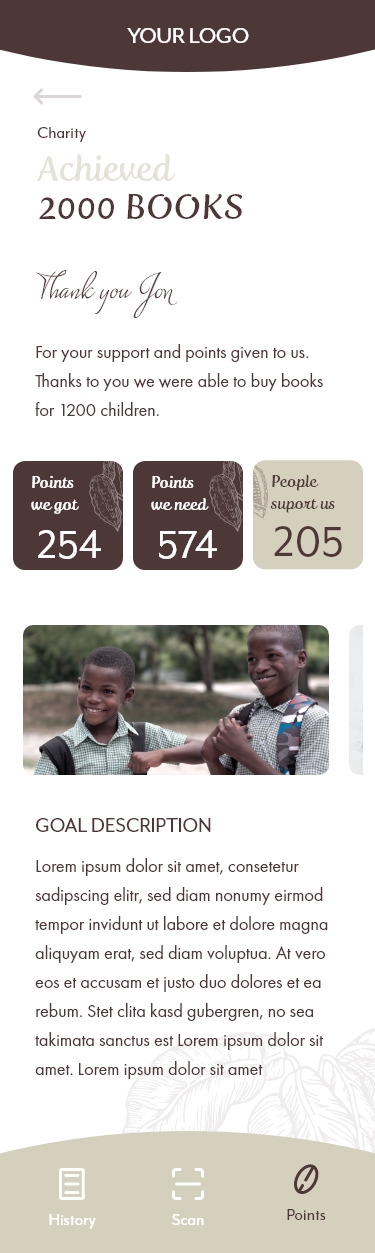 YOUR LOGO
Charity
Achieved
2000 BOOKS
Thank you Jon
For your support and points given to us.
Thanks to you we were able to buy books
for 1200 children.
Points
we got
254
Points
we need
574
People
suport us
205
GOAL DESCRIPTION
Lorem ipsum dolor sit amet, consetetur
sadipscing elitr, sed diam nonumy eirmod
tempor invidunt ut labore et dolore magna
aliquyam erat, sed diam voluptua. At vero
eos et accusam et justo duo dolores et ea
rebum. Stet clita kasd gubergren, no sea
takimata sanctus est Lorem ipsum dolor sit
amet. Lorem ipsum dolor sit amet
History
Scan
Points